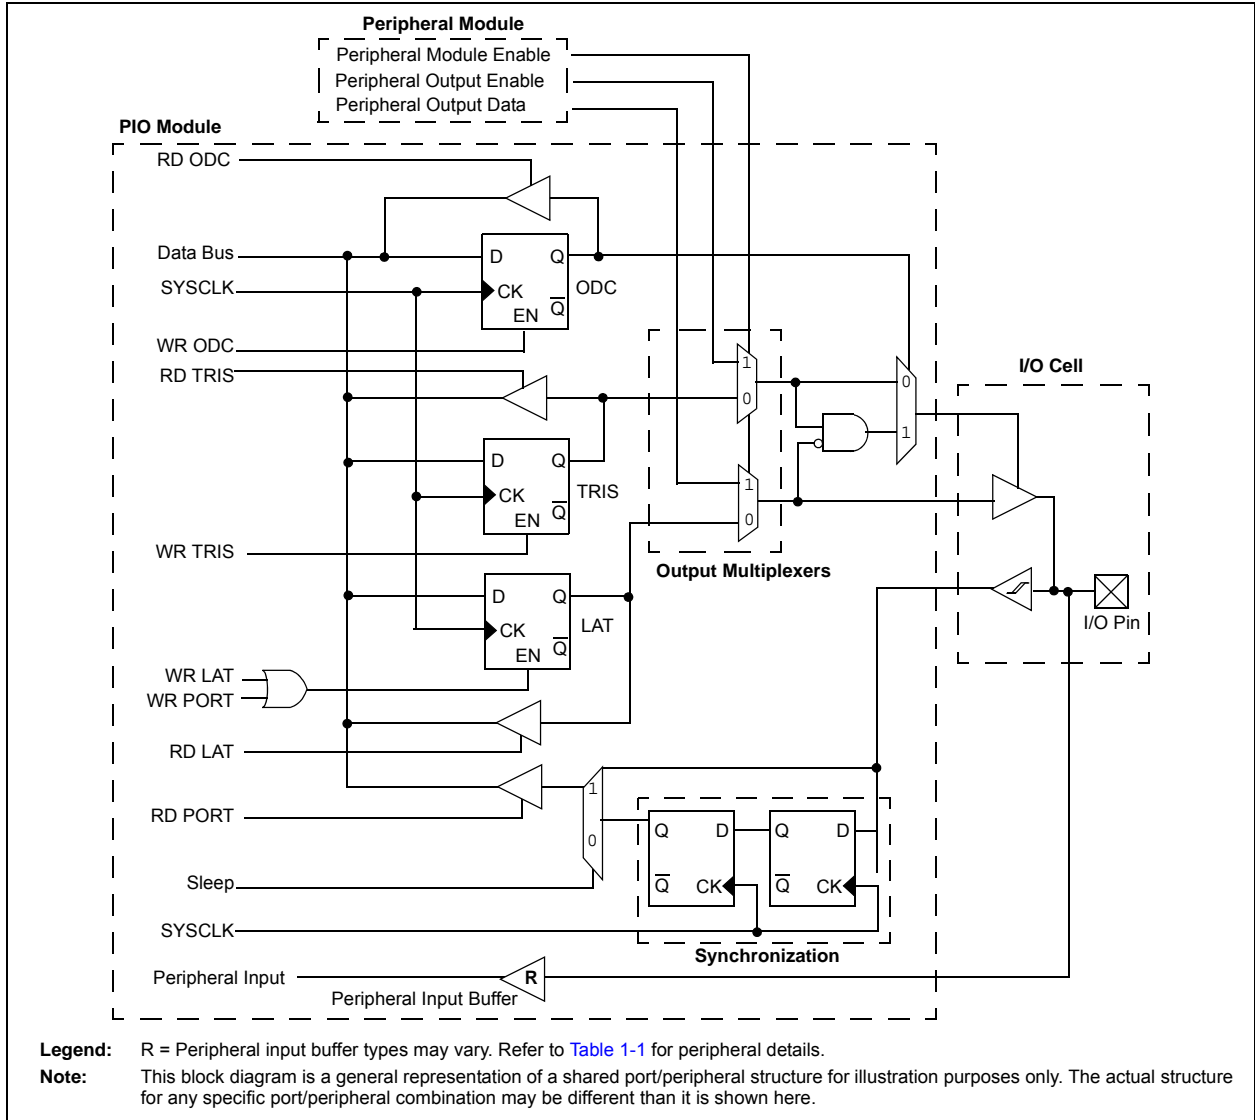 Peripheral Module
Peripheral Module Enable
Peripheral Output Enable
Peripheral Output Data
PIO Module
RD ODC
Data Bus
D
Q
SYSCLK
CK
Q
ODC
EN
WR ODC
RD TRIS
1
0
0
1
I/O Cell
D
Q
CK
Q
TRIS
EN
WR TRIS
1
0
Output Multiplexers
D
Q
CK
Q
LAT
EN
I/O Pin
WR LAT
WR PORT
RD LAT
RD PORT
1
0
Q
D
Q
CK
Q
D
Q
CK
Sleep
SYSCLK
Synchronization
Peripheral Input
R
Peripheral Input Buffer
Legend: R = Peripheral input buffer types may vary. Refer to Table 1-1 for peripheral details.
Note: This block diagram is a general representation of a shared port/peripheral structure for illustration purposes only. The actual structure
for any specific port/peripheral combination may be different than it is shown here.